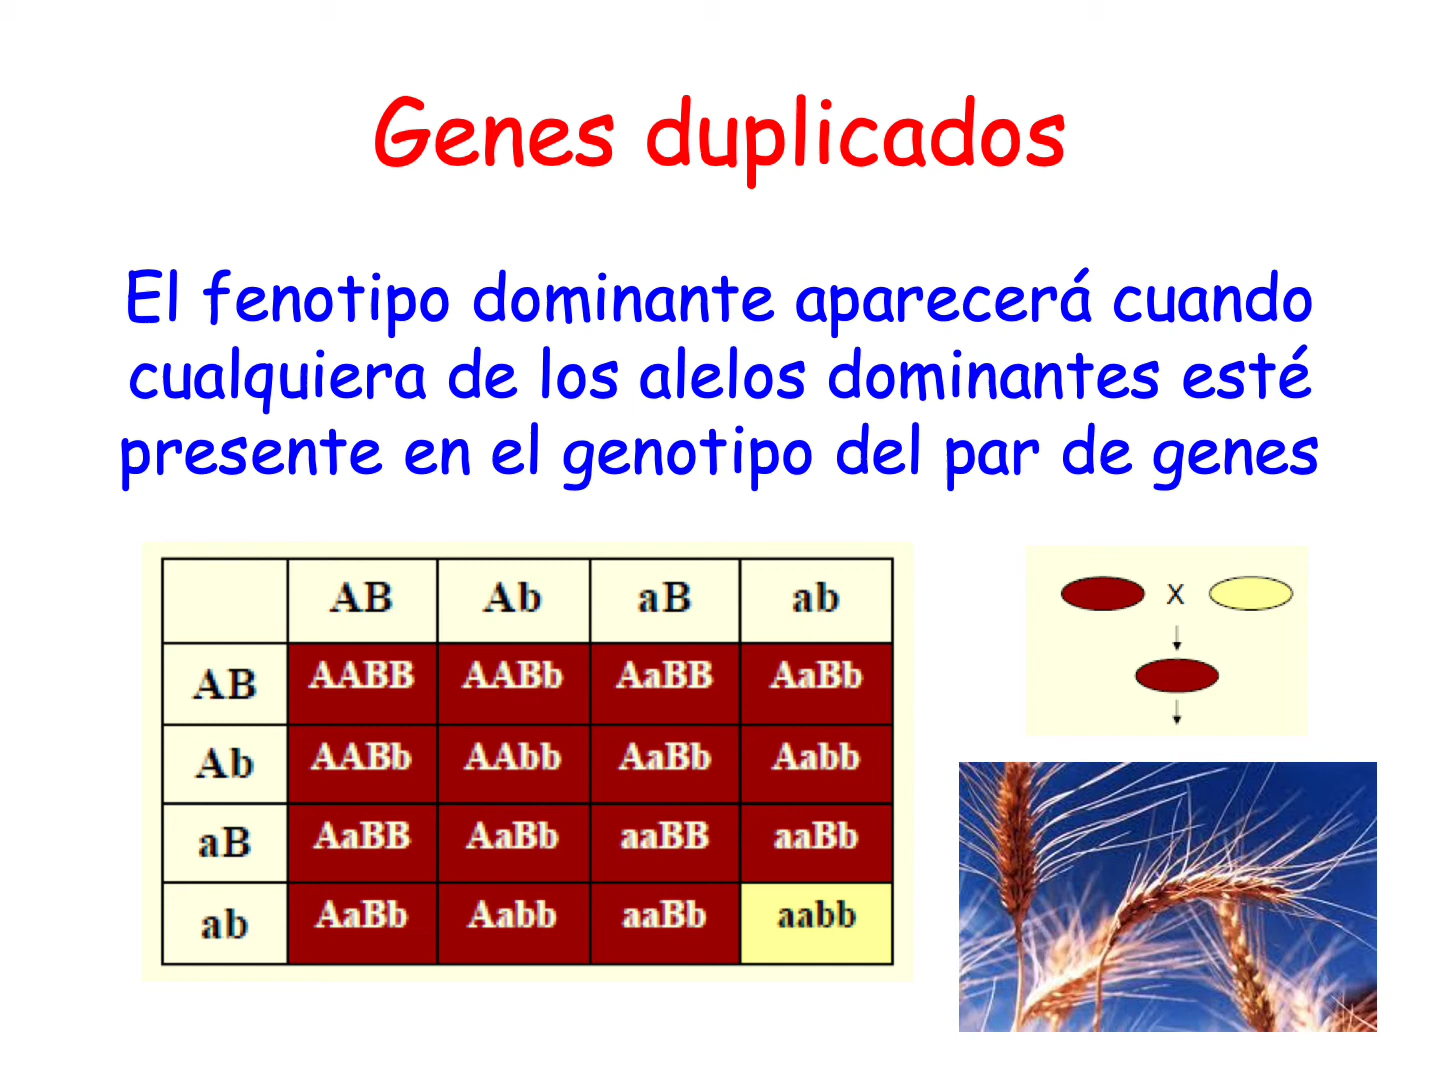 Genes duplicados
El fenotipo dominante aparecerá cuando
cualquiera de los alelos dominantes esté
presente en el genotipo del par de genes
AB Ab aB ab
AB AABB AABb AaBB AaBb
Ab AABb AAbb AaBb Aabb
aB AaBB AaBb aaBB aaBb
ab AaBb Aabb aaBb aabb
X